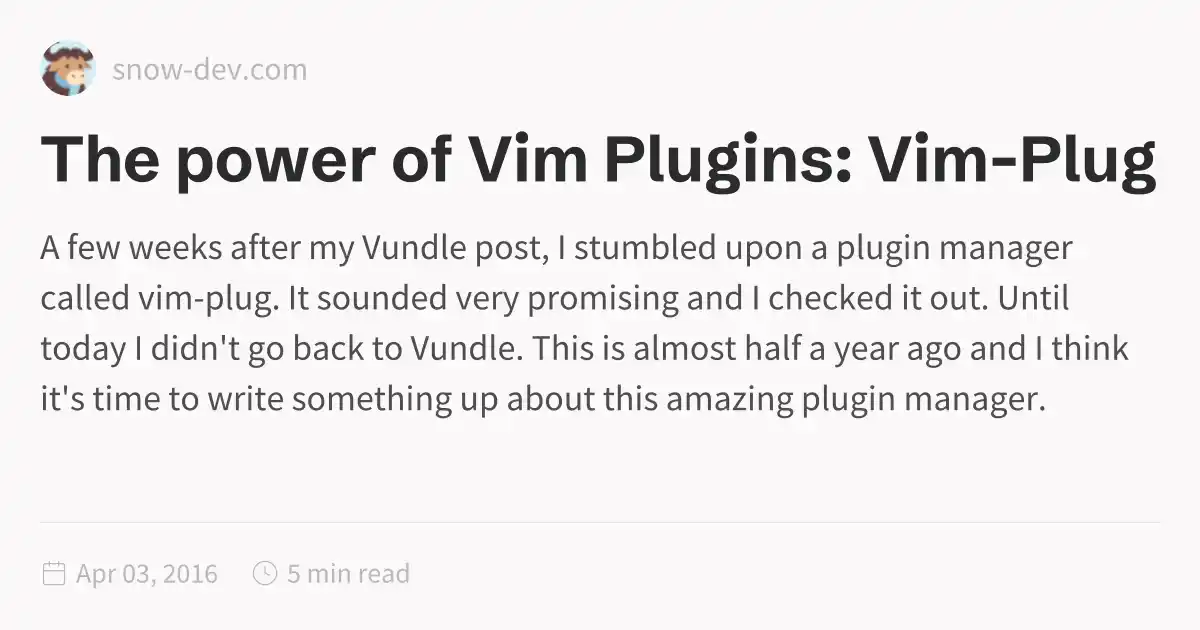 snow-dev.com
The power of Vim Plugins: Vim-Plug
A few weeks after my Vundle post, I stumbled upon a plugin manager
called vim-plug. It sounded very promising and I checked it out. Until
today I didn't go back to Vundle. This is almost half a year ago and I think
it's time to write something up about this amazing plugin manager.
Apr 03, 2016 5 min read